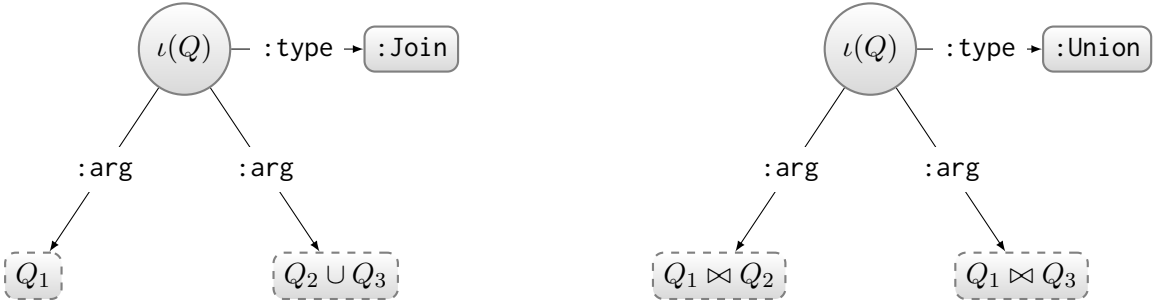 ι(Q) :type :Join
:arg :arg
Q₁ Q₂ ∪ Q₃
ι(Q) :type :Union
:arg :arg
Q₁ ⋈ Q₂ Q₁ ⋈ Q₃